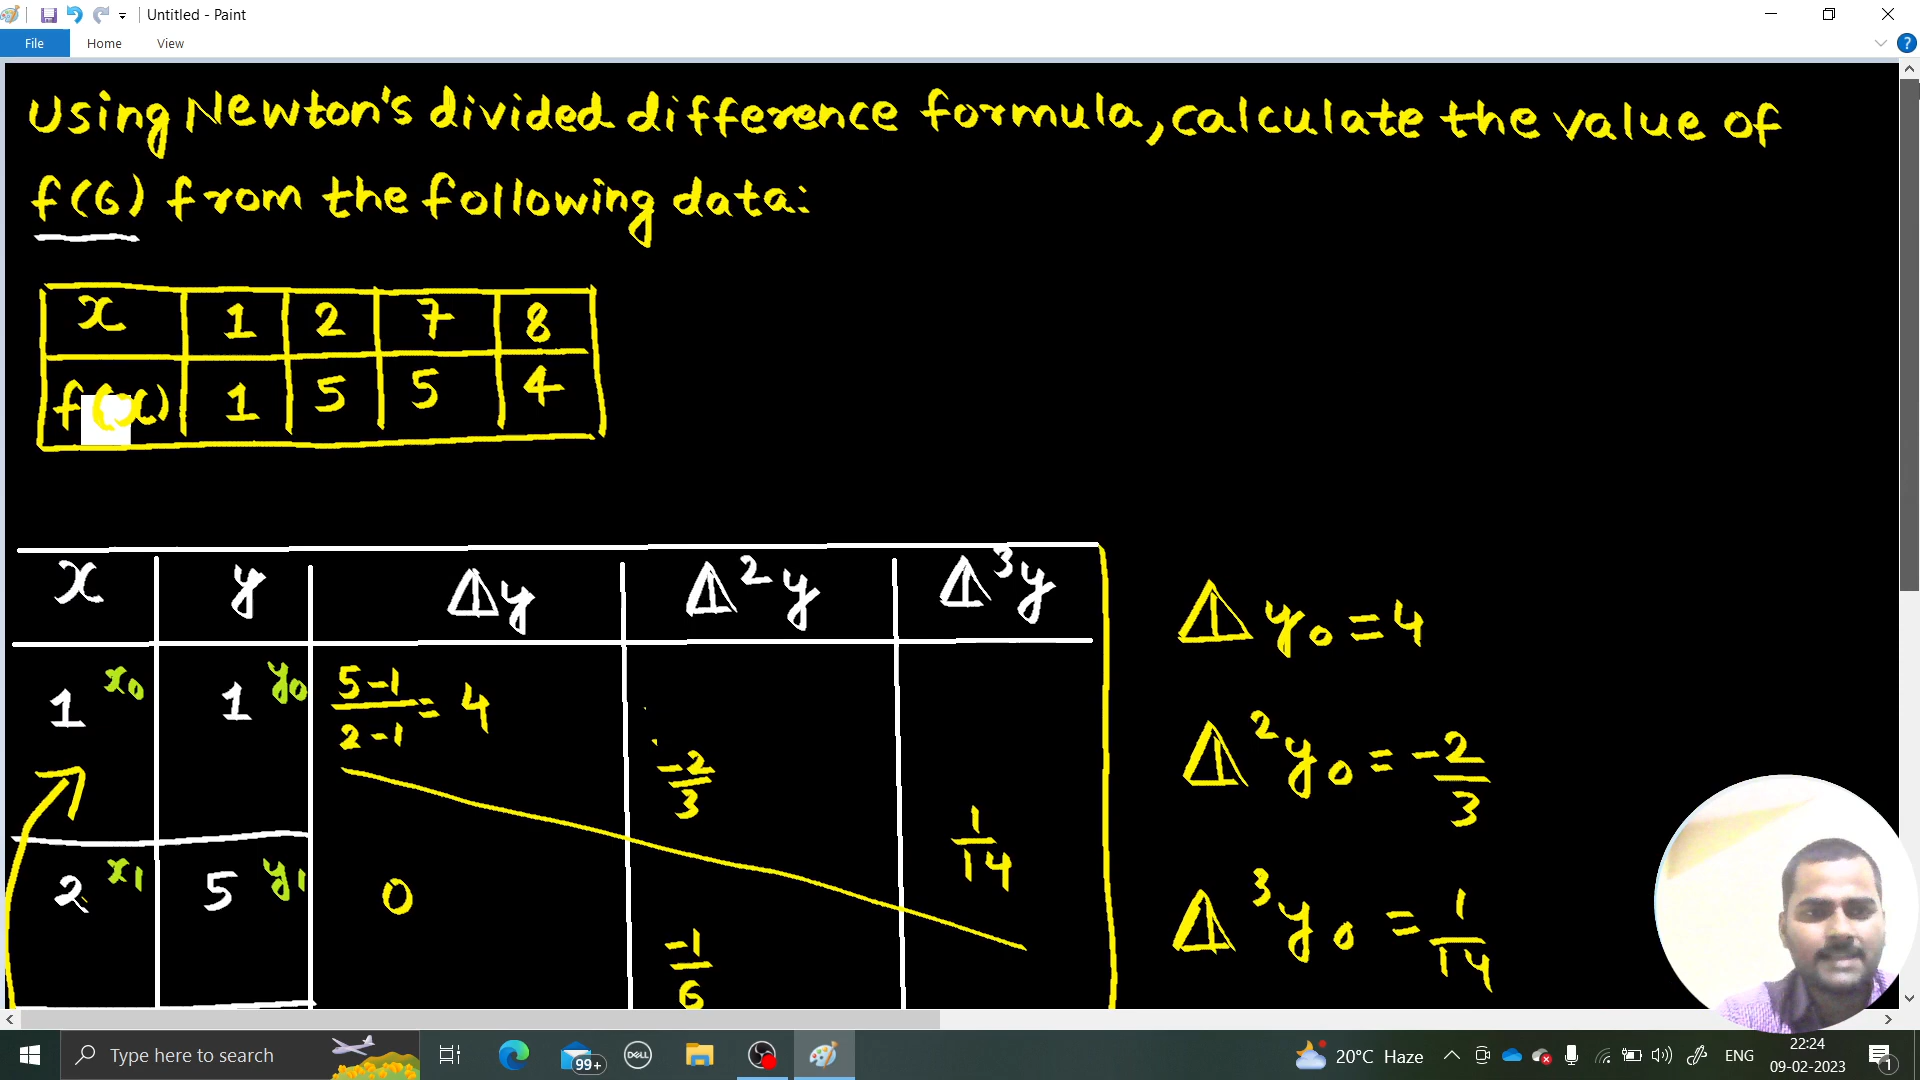 Untitled - Paint
File Home View
Using Newton's divided difference formula, calculate the value of
f(6) from the following data:
x 1 2 7 8
f(x) 1 5 5 4
x y Δy Δ²y Δ³y
1 x₀ 1 y₀ 5-1/2-1 = 4
-2/3
1/14
2 x₁ 5 y₁ 0
-1/6
Δy₀ = 4
Δ²y₀ = -2/3
Δ³y₀ = 1/14
Type here to search
99+
DELL
20°C Haze
ENG
22:24
09-02-2023
1